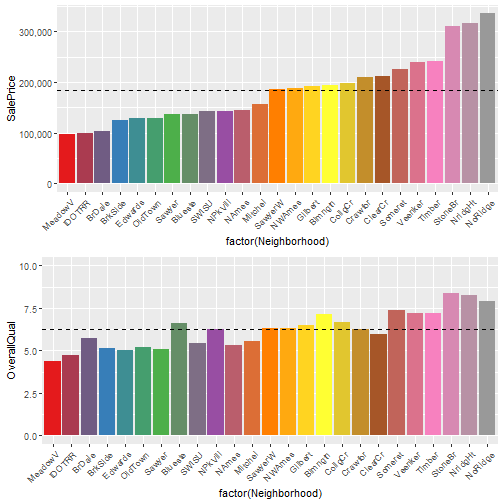 SalePrice
300,000
200,000
100,000
0
MeadowV IDOTRR BrDale BrkSide Edwards OldTown Sawyer Blueste SWISU NPkVill NAmes Mitchel SawyerW NWAmes Gilbert Blmngtn CollgCr Crawfor ClearCr Somerst Veenker Timber StoneBr NridgHt NoRidge
factor(Neighborhood)
OverallQual
10.0
7.5
5.0
2.5
0.0
MeadowV IDOTRR BrDale BrkSide Edwards OldTown Sawyer Blueste SWISU NPkVill NAmes Mitchel SawyerW NWAmes Gilbert Blmngtn CollgCr Crawfor ClearCr Somerst Veenker Timber StoneBr NridgHt NoRidge
factor(Neighborhood)